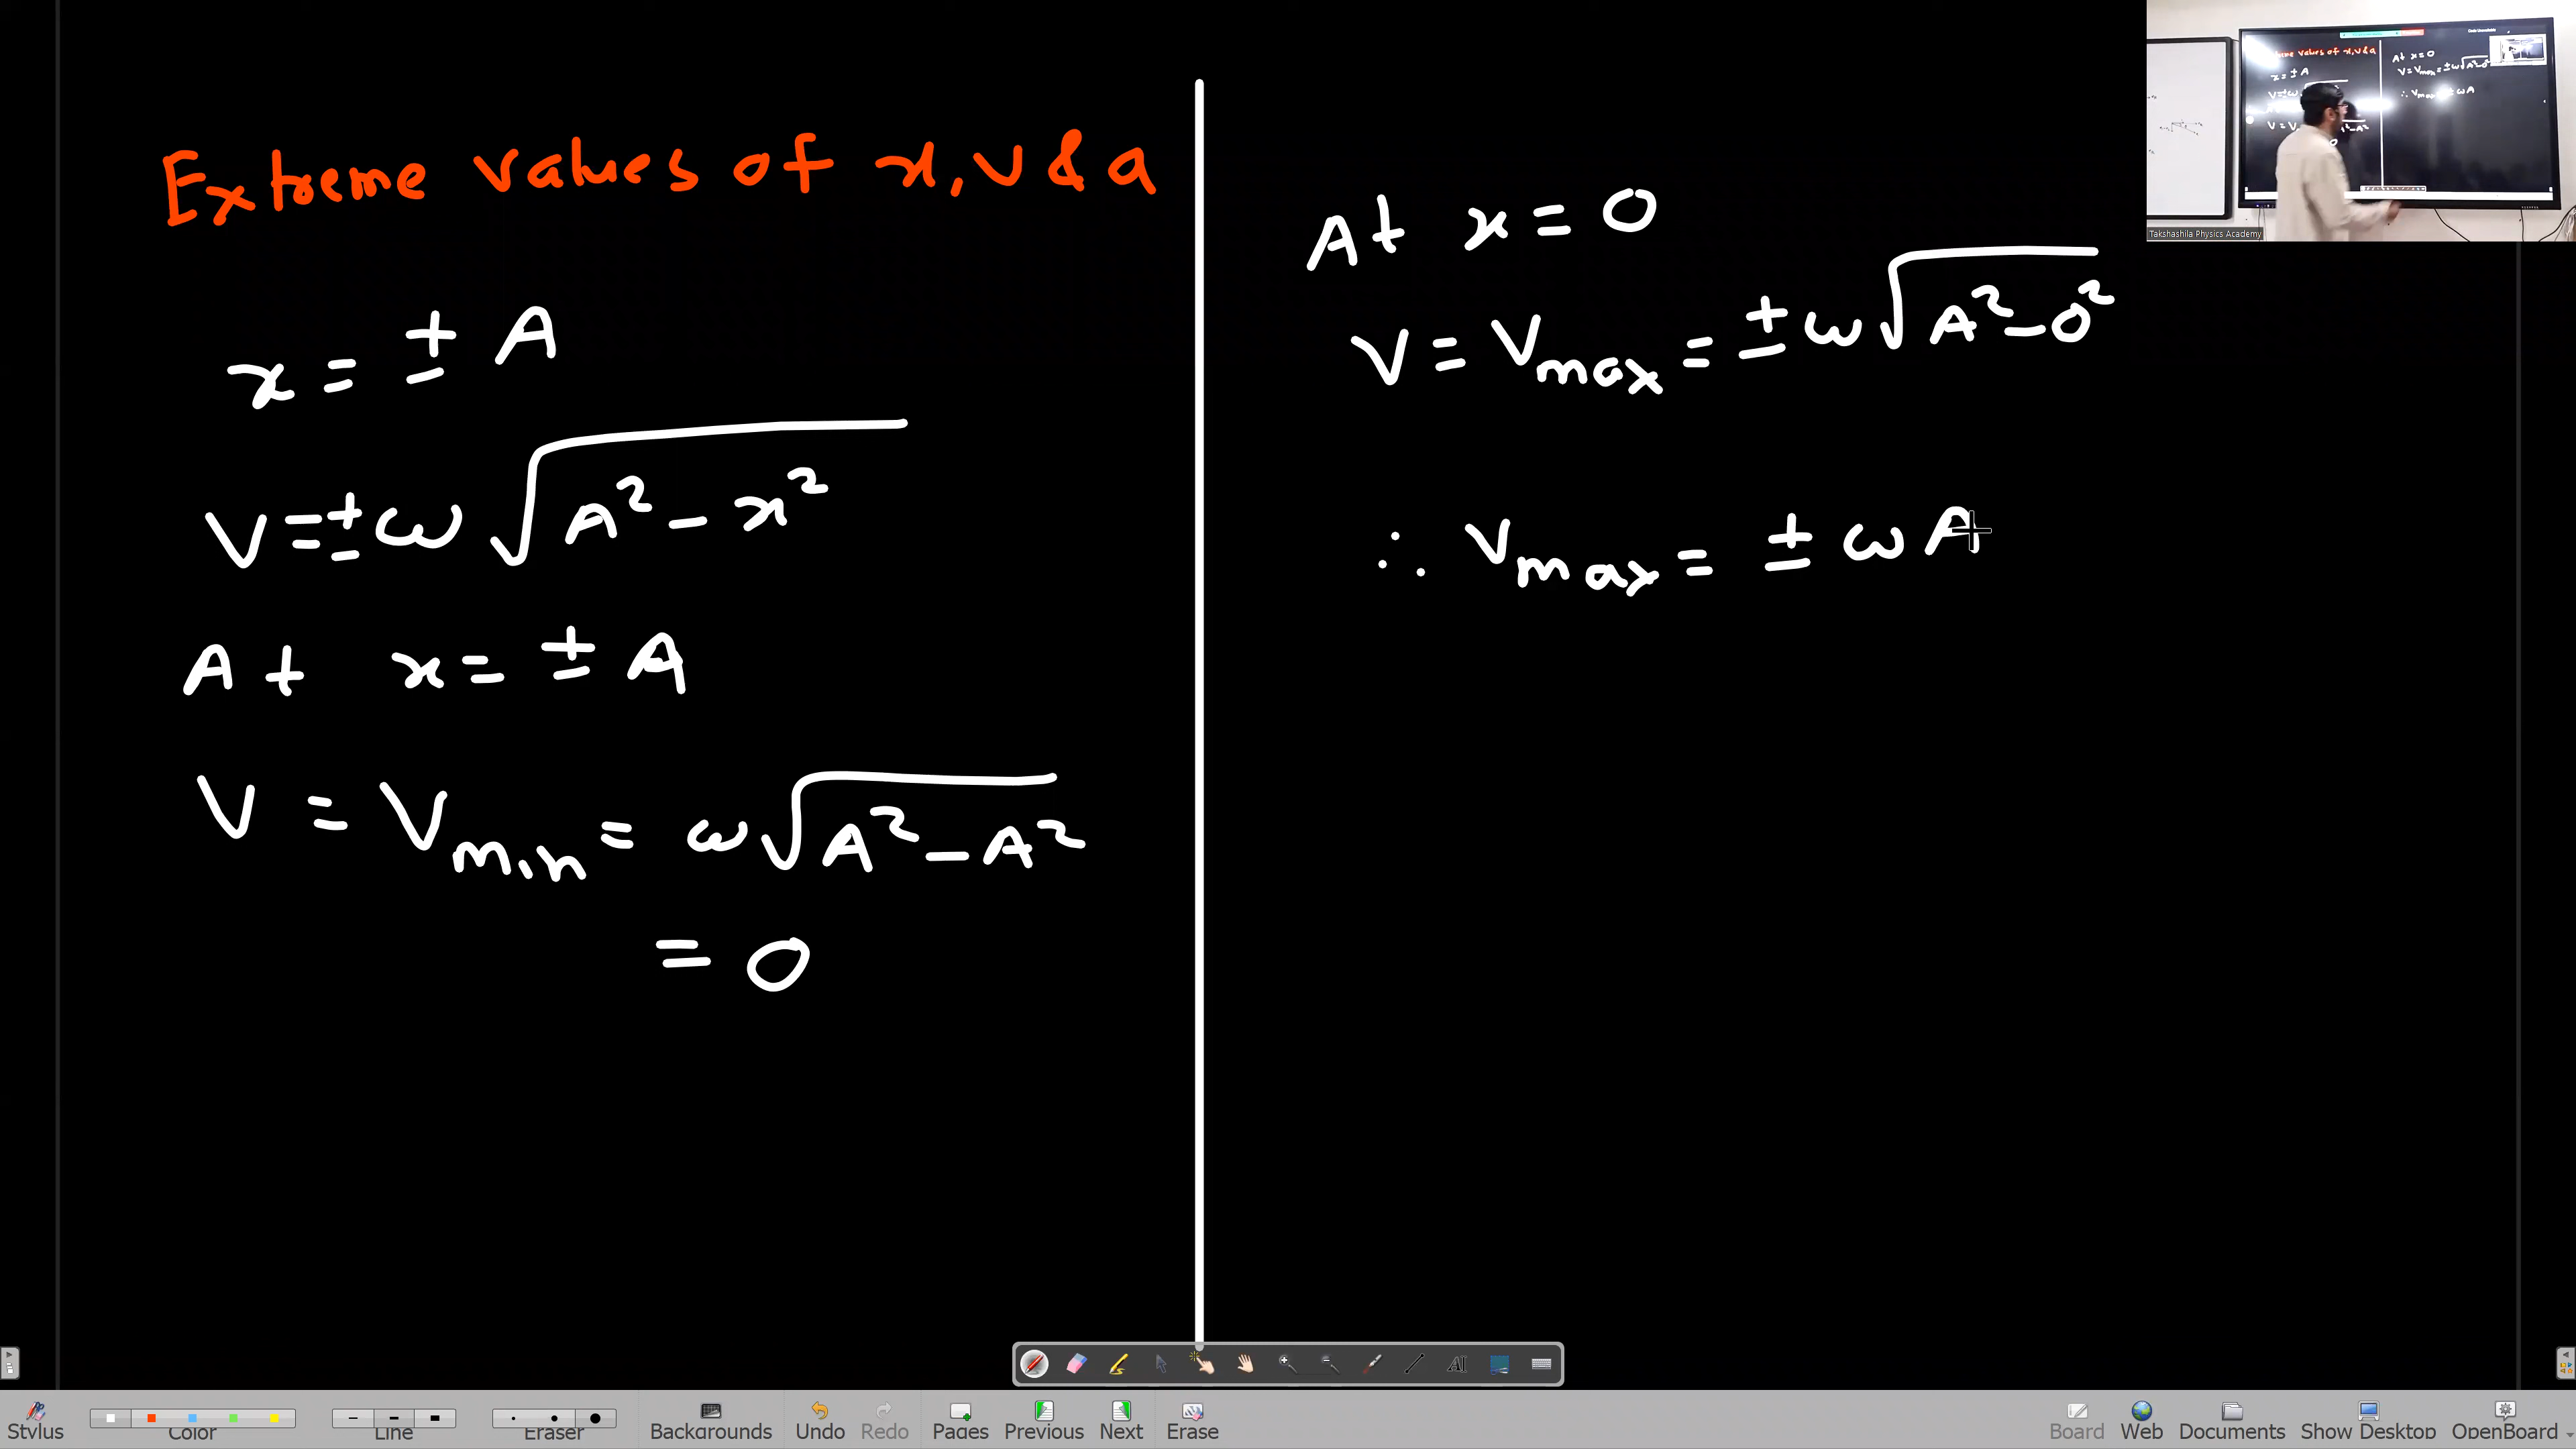 Extreme values of x, v & a
x = ± A
V = ± ω √A² - x²
At x = ± A
V = Vmin = ω √A² - A²
= 0
At x = 0
V = Vmax = ± ω √A² - 0²
∴ Vmax = ± ω A
Takshashila Physics Academy
Stylus Color Line Eraser Backgrounds Undo Redo Pages Previous Next Erase Board Web Documents Show Desktop OpenBoard